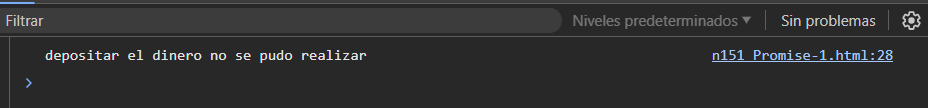 Filtrar
Niveles predeterminados ▼
Sin problemas
depositar el dinero no se pudo realizar
n151 Promise-1.html:28
>